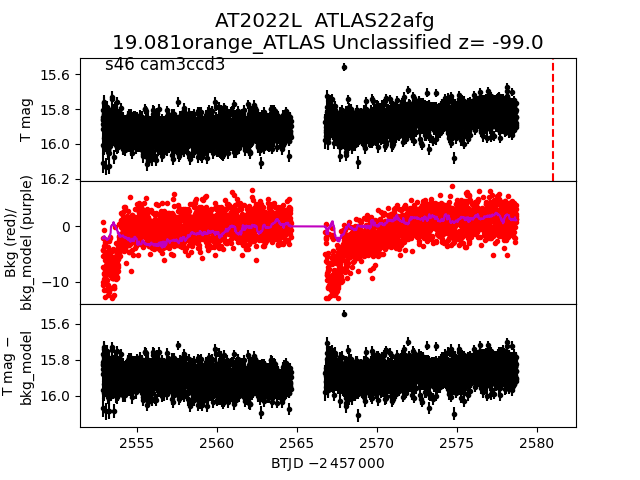 AT2022L  ATLAS22afg
19.081orange_ATLAS Unclassified z= -99.0
s46 cam3ccd3
T mag
15.6
15.8
16.0
16.2
Bkg (red)/
bkg_model (purple)
0
−10
T mag −
bkg_model
15.6
15.8
16.0
2555 2560 2565 2570 2575 2580
BTJD −2 457 000